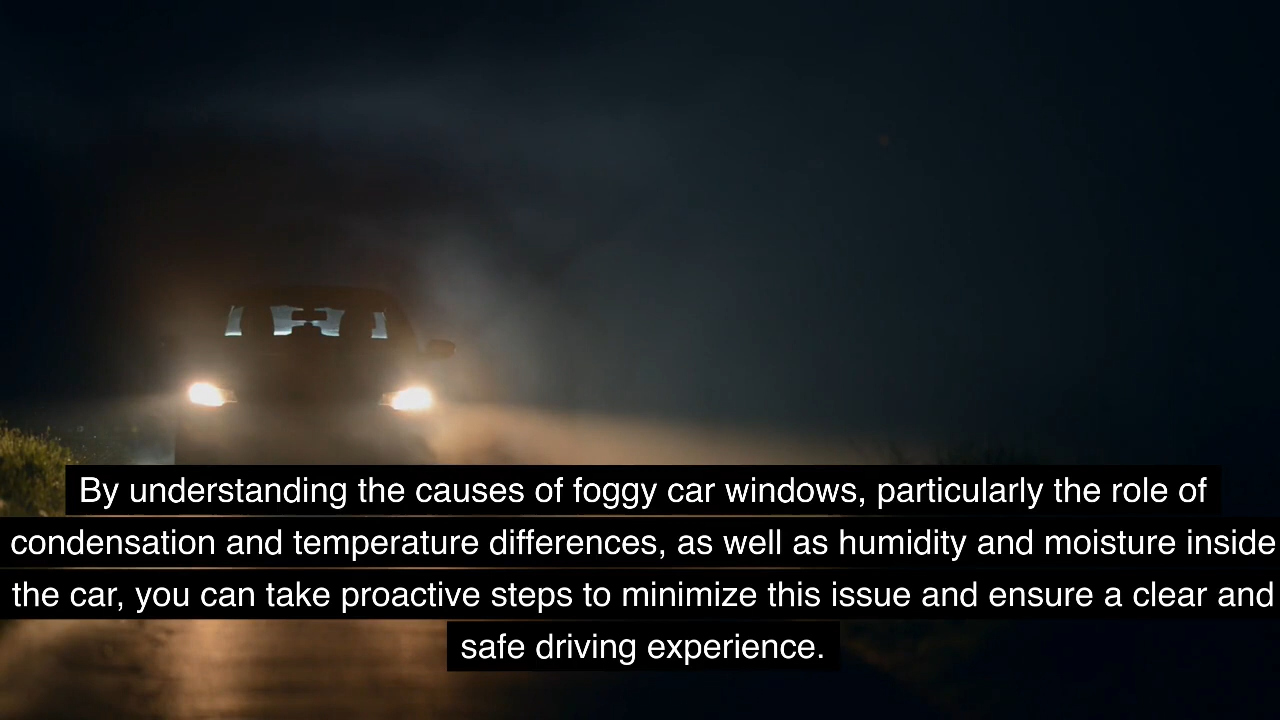 By understanding the causes of foggy car windows, particularly the role of
condensation and temperature differences, as well as humidity and moisture inside
the car, you can take proactive steps to minimize this issue and ensure a clear and
safe driving experience.